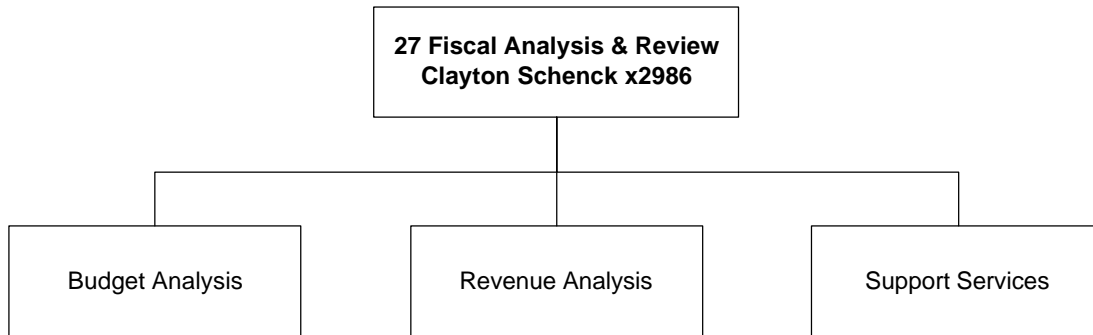 27 Fiscal Analysis & Review
Clayton Schenck x2986
Budget Analysis
Revenue Analysis
Support Services